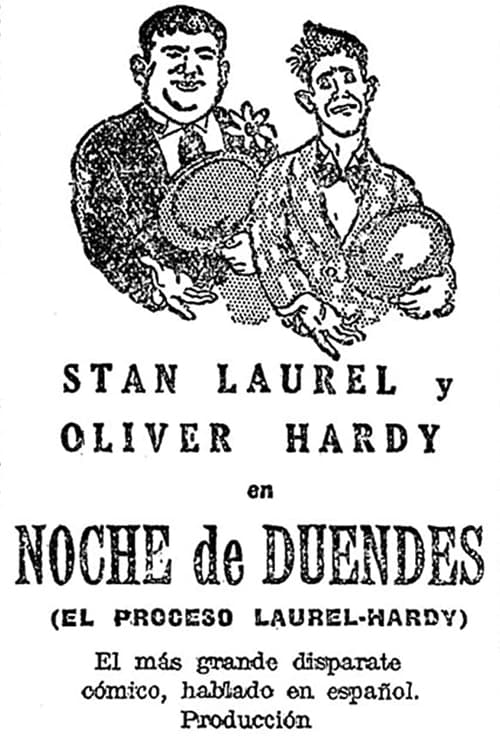 STAN LAUREL y
OLIVER HARDY
en
NOCHE de DUENDES
(EL PROCESO LAUREL-HARDY)
El más grande disparate
cómico, hablado en español.
Producción